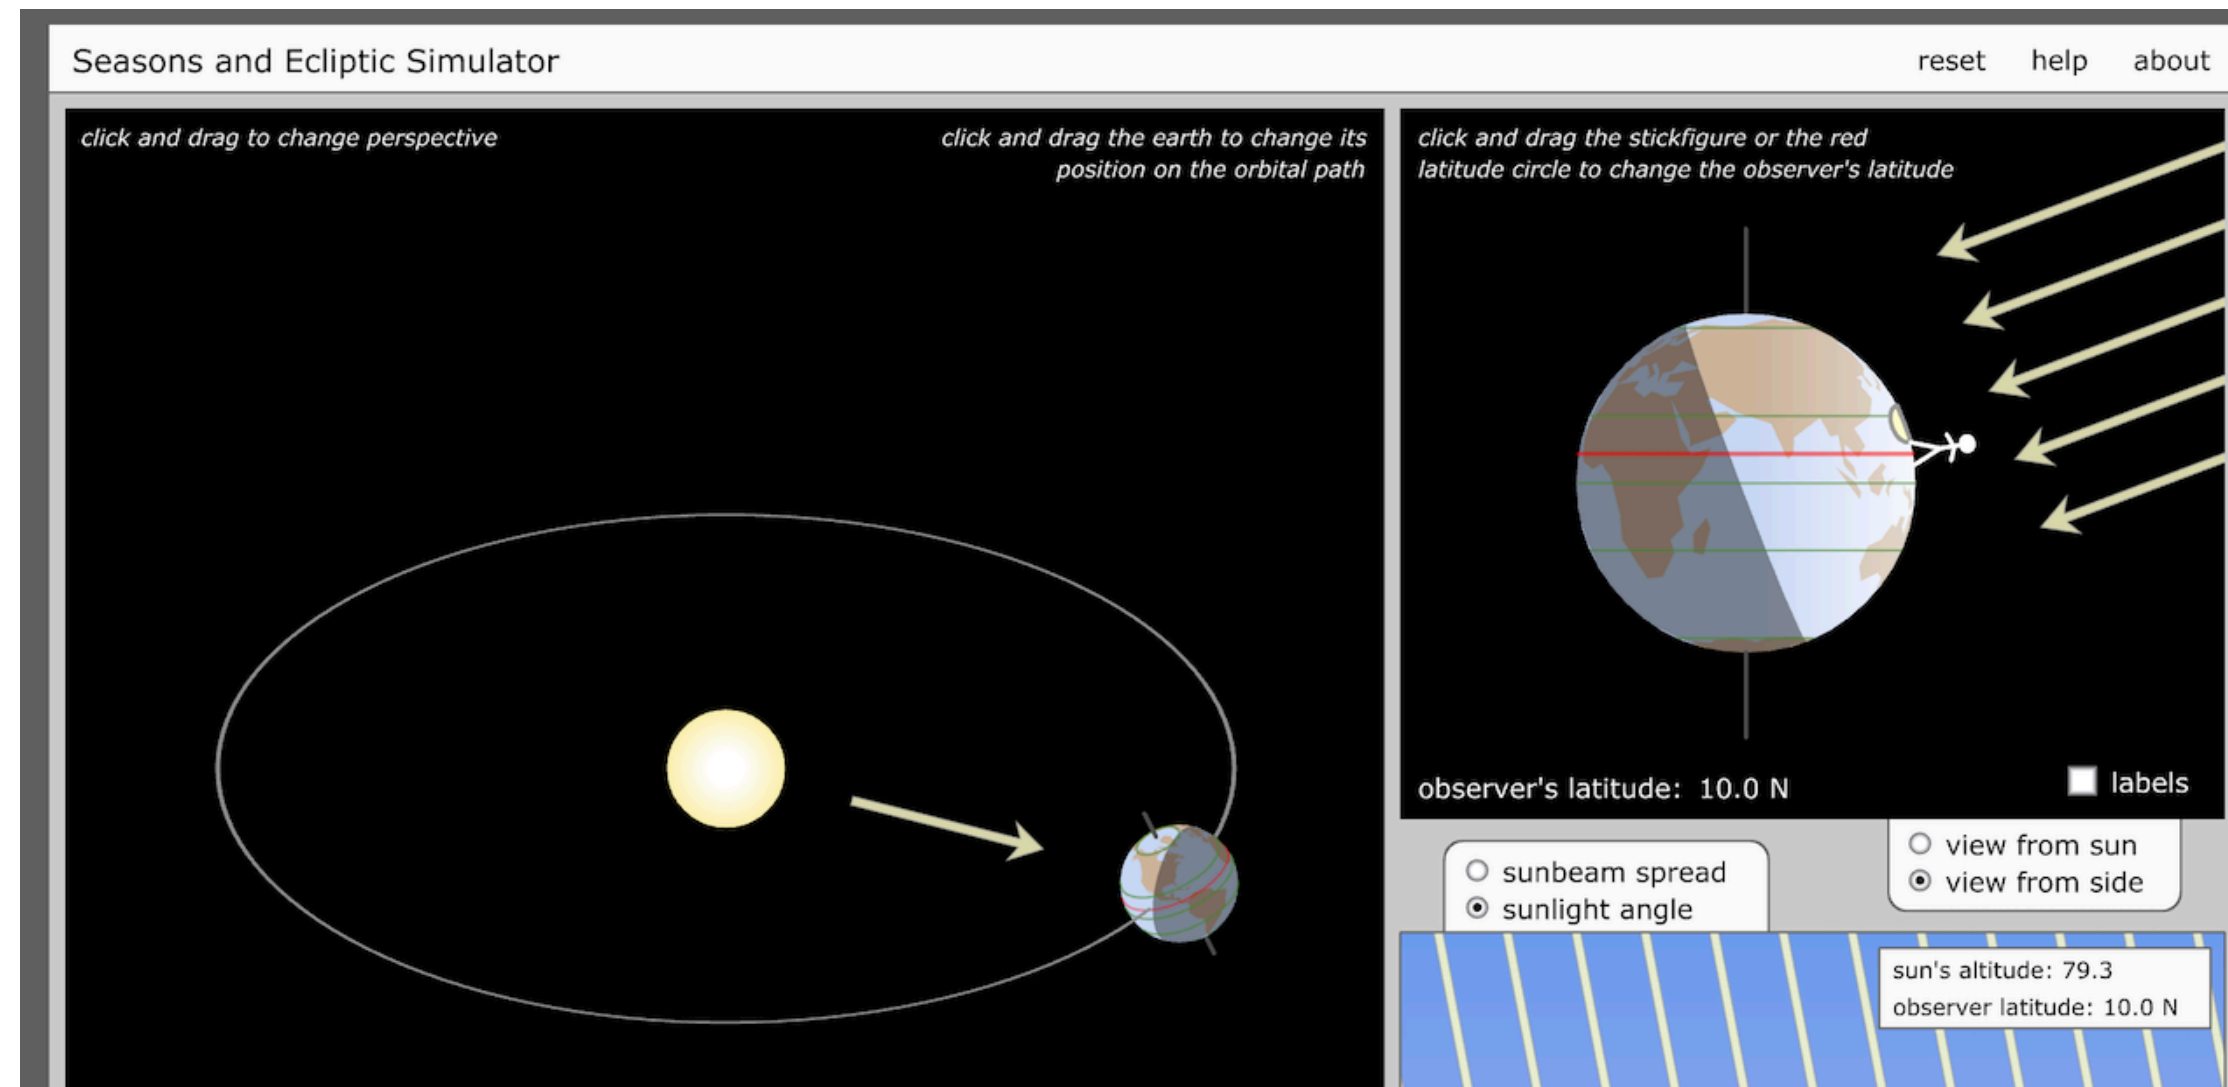 Seasons and Ecliptic Simulator
reset help about
click and drag to change perspective
click and drag the earth to change its
position on the orbital path
click and drag the stickfigure or the red
latitude circle to change the observer's latitude
observer's latitude: 10.0 N
labels
view from sun
view from side
sunbeam spread
sunlight angle
sun's altitude: 79.3
observer latitude: 10.0 N